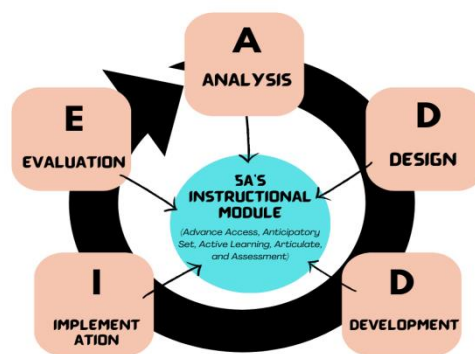 A
ANALYSIS
D
DESIGN
D
DEVELOPMENT
I
IMPLEMENT
ATION
E
EVALUATION
5A'S
INSTRUCTIONAL
MODULE
(Advance Access, Anticipatory
Set, Active Learning, Articulate,
and Assessment)